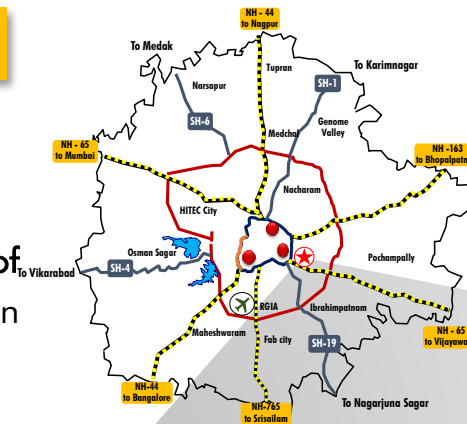 NH - 44
to Nagpur
To Medak
To Karimnagar
Tupran
Narsapur
SH-1
SH-6
Genome
Valley
Medchal
NH - 65
to Mumbai
NH -163
to Bhopalpatn
Nacharam
HITEC City
of
Osman Sagar
Pochampally
To Vikarabad
SH-4
n
RGIA
Ibrahimpatnam
Maheshwaram
Fab city
NH - 65
to Vijayawa
SH-19
NH-44
to Bangalore
To Nagarjuna Sagar
NH-765
to Srisailam